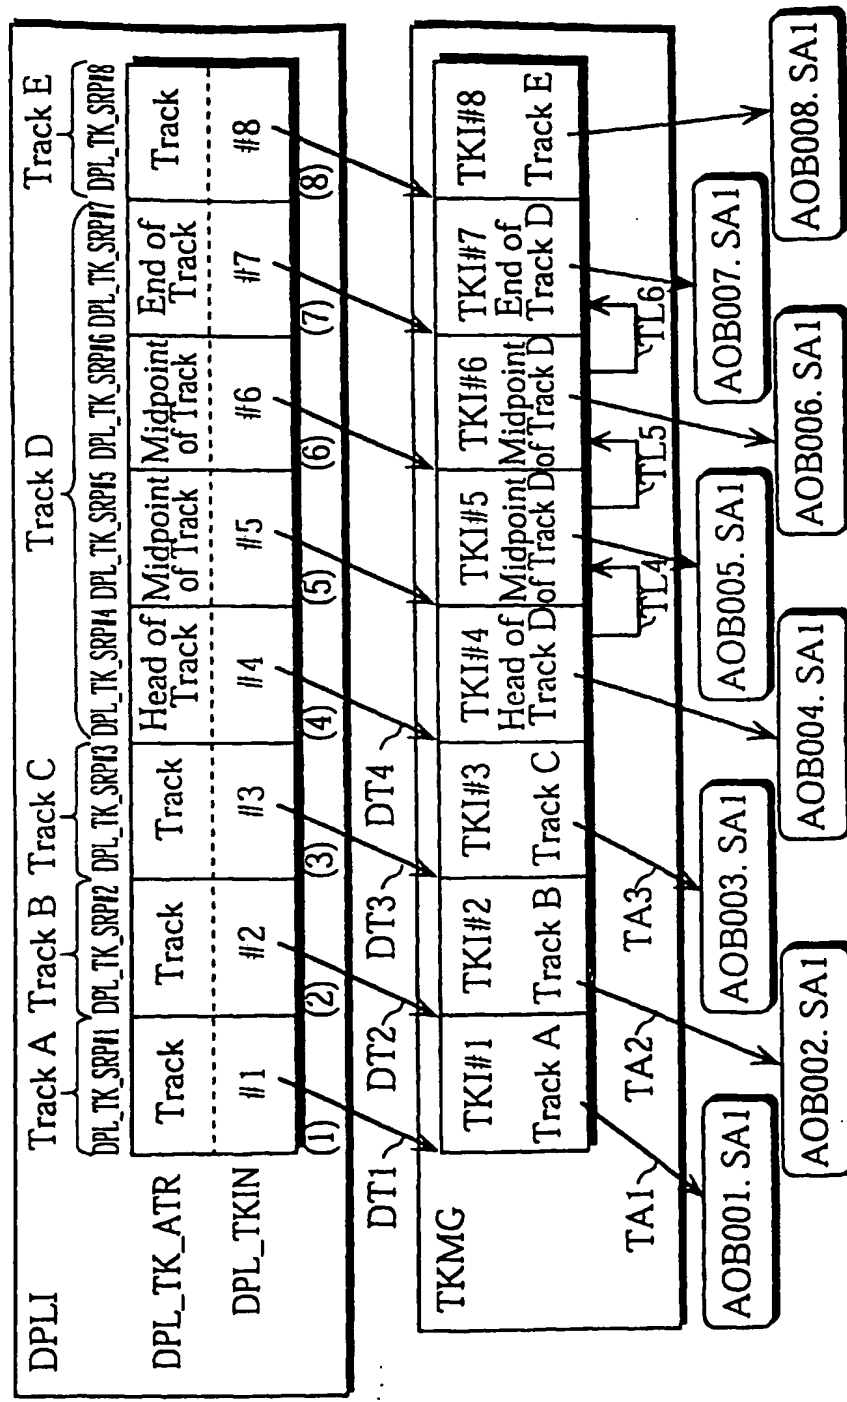 DPLI
Track A Track B Track C Track D Track E
DPL_TK_SRP#1 DPL_TK_SRP#2 DPL_TK_SRP#3 DPL_TK_SRP#4 DPL_TK_SRP#5 DPL_TK_SRP#6 DPL_TK_SRP#7 DPL_TK_SRP#8
DPL_TK_ATR
Track
Track
Track
Head of
Track
Midpoint
of Track
Midpoint
of Track
End of
Track
Track
DPL_TKIN
#1 #2 #3 #4 #5 #6 #7 #8
(1) (2) (3) (4) (5) (6) (7) (8)
DT1 DT2 DT3 DT4
TKMG
TKI#1
Track A
TKI#2
Track B
TKI#3
Track C
TKI#4
Head of
Track D
TKI#5
Midpoint
of Track D
TKI#6
Midpoint
of Track D
TKI#7
End of
Track D
TKI#8
Track E
TL4 TL5 TL6
TA1 TA2 TA3
AOB001. SA1
AOB003. SA1
AOB005. SA1
AOB007. SA1
AOB002. SA1
AOB004. SA1
AOB006. SA1
AOB008. SA1